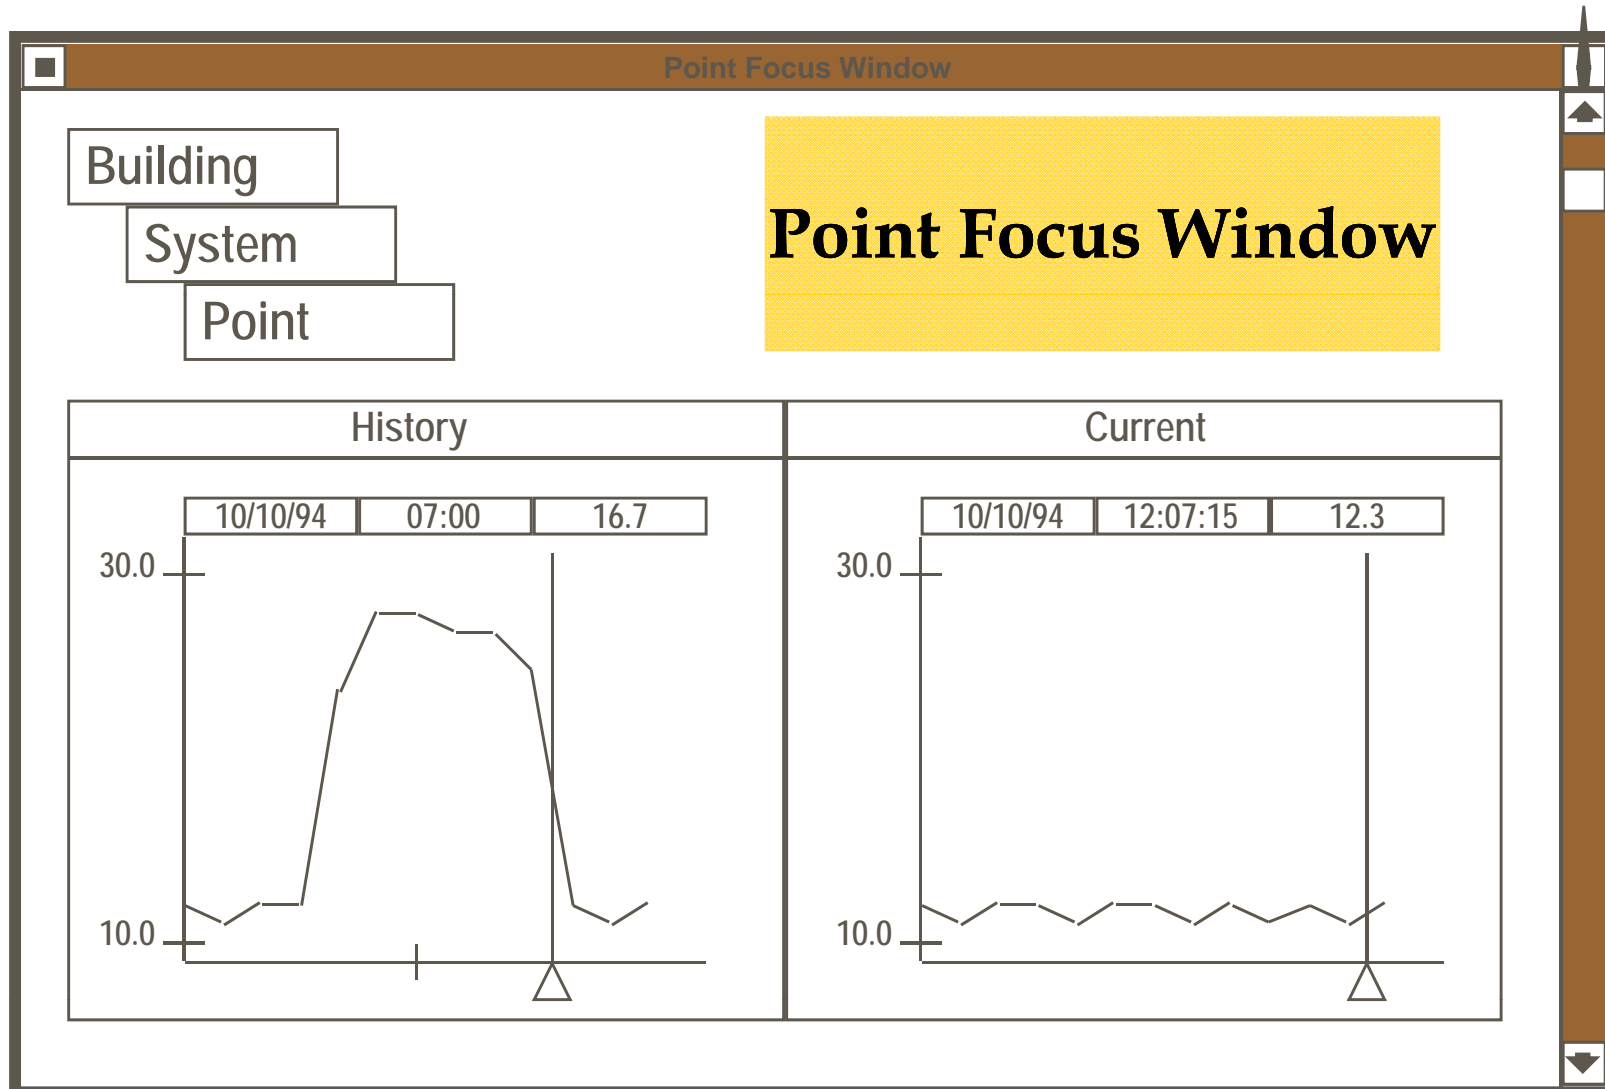 Point Focus Window
Building
System
Point
Point Focus Window
History
Current
10/10/94 07:00 16.7
10/10/94 12:07:15 12.3
30.0
30.0
10.0
10.0